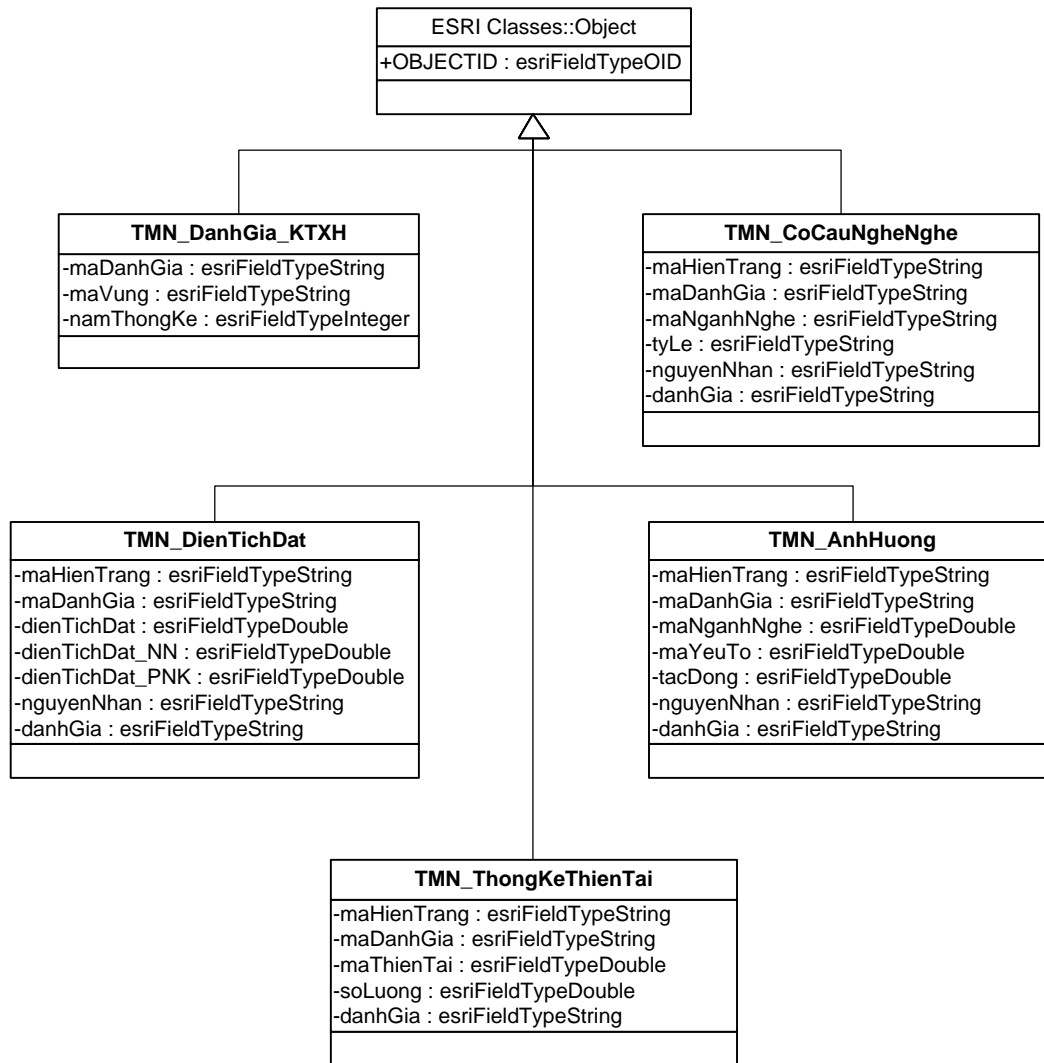 ESRI Classes::Object
+OBJECTID : esriFieldTypeOID
TMN_DanhGia_KTXH
-maDanhGia : esriFieldTypeString
-maVung : esriFieldTypeString
-namThongKe : esriFieldTypeInteger
TMN_CoCauNgheNghe
-maHienTrang : esriFieldTypeString
-maDanhGia : esriFieldTypeString
-maNganhNghe : esriFieldTypeString
-tyLe : esriFieldTypeString
-nguyenNhan : esriFieldTypeString
-danhGia : esriFieldTypeString
TMN_DienTichDat
-maHienTrang : esriFieldTypeString
-maDanhGia : esriFieldTypeString
-dienTichDat : esriFieldTypeDouble
-dienTichDat_NN : esriFieldTypeDouble
-dienTichDat_PNK : esriFieldTypeDouble
-nguyenNhan : esriFieldTypeString
-danhGia : esriFieldTypeString
TMN_AnhHuong
-maHienTrang : esriFieldTypeString
-maDanhGia : esriFieldTypeString
-maNganhNghe : esriFieldTypeDouble
-maYeuTo : esriFieldTypeDouble
-tacDong : esriFieldTypeDouble
-nguyenNhan : esriFieldTypeString
-danhGia : esriFieldTypeString
TMN_ThongKeThienTai
-maHienTrang : esriFieldTypeString
-maDanhGia : esriFieldTypeString
-maThienTai : esriFieldTypeDouble
-soLuong : esriFieldTypeDouble
-danhGia : esriFieldTypeString